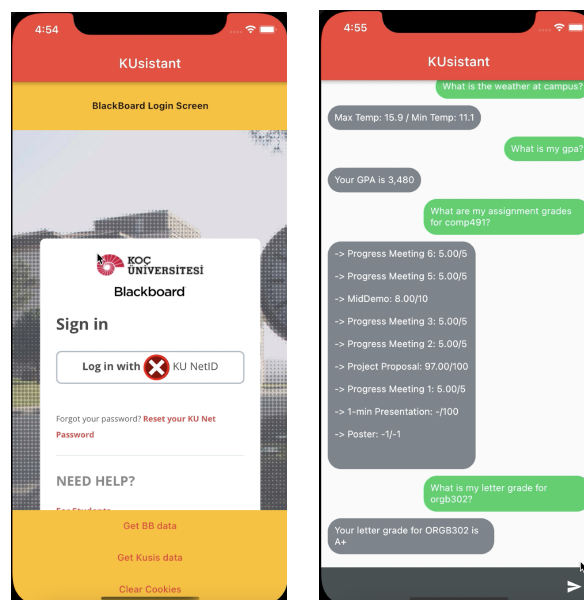 4:54
KUsistant
BlackBoard Login Screen
KOÇ
ÜNİVERSİTESİ
Blackboard
Sign in
Log in with KU NetID
Forgot your password? Reset your KU Net
Password
NEED HELP?
For Students
Get BB data
Get Kusis data
Clear Cookies
4:55
KUsistant
What is the weather at campus?
Max Temp: 15.9 / Min Temp: 11.1
What is my gpa?
Your GPA is 3,480
What are my assignment grades
for comp491?
-> Progress Meeting 6: 5.00/5
-> Progress Meeting 5: 5.00/5
-> MidDemo: 8.00/10
-> Progress Meeting 3: 5.00/5
-> Progress Meeting 2: 5.00/5
-> Project Proposal: 97.00/100
-> Progress Meeting 1: 5.00/5
-> 1-min Presentation: -/100
-> Poster: -1/-1
What is my letter grade for
orgb302?
Your letter grade for ORGB302 is
A+